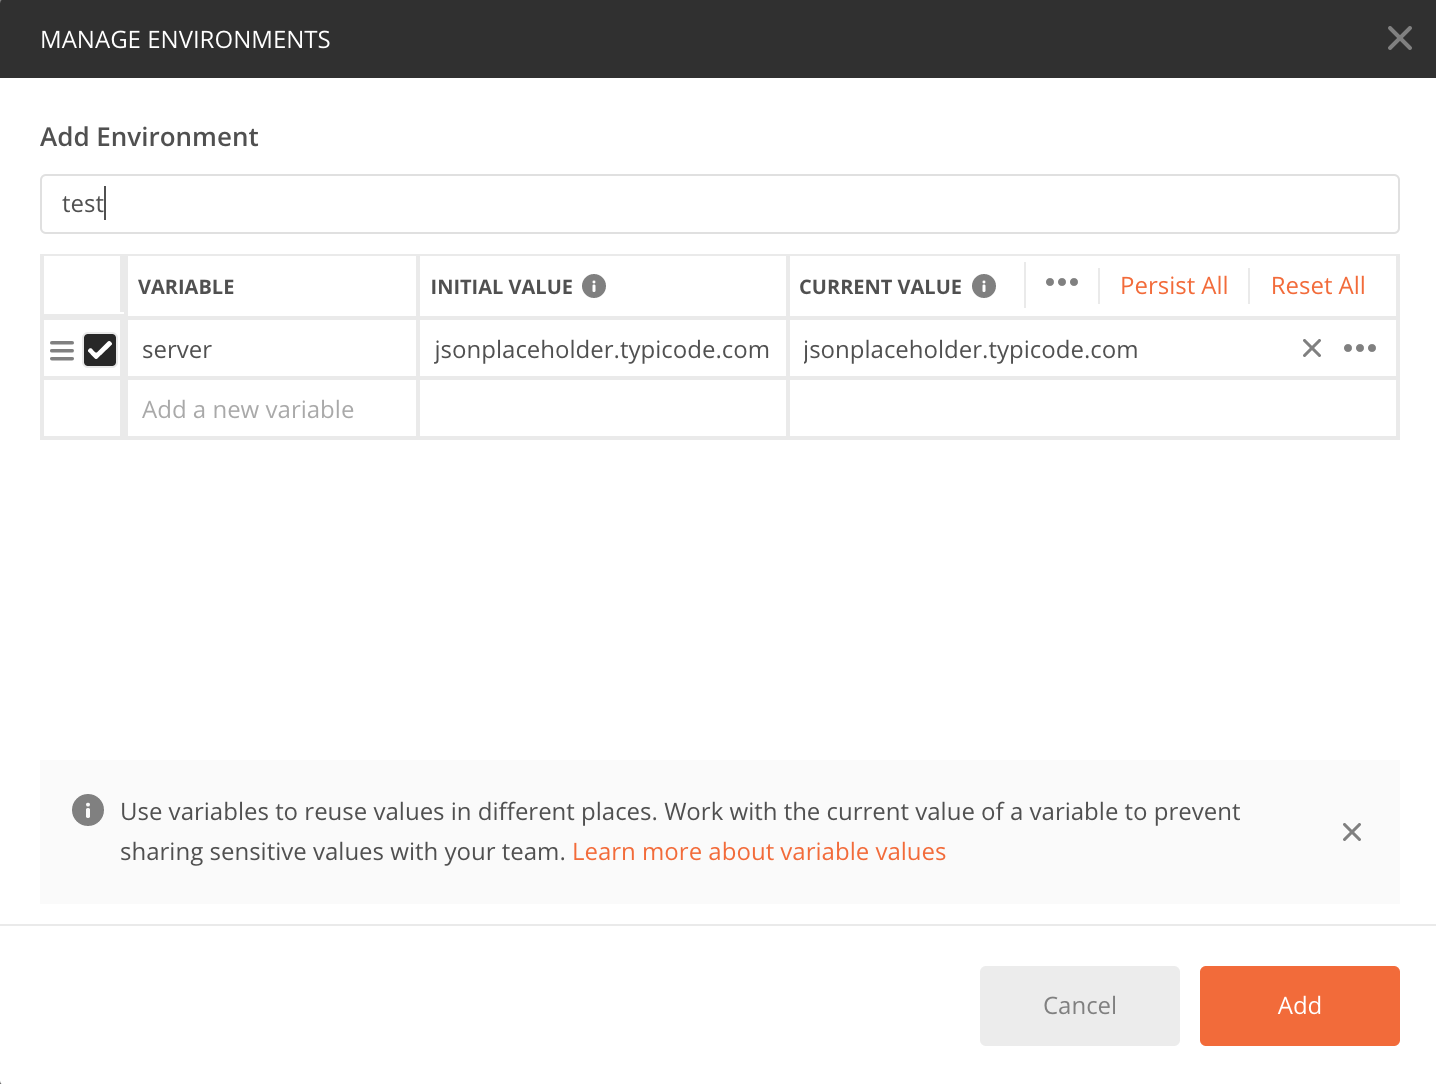 MANAGE ENVIRONMENTS
Add Environment
test
VARIABLE INITIAL VALUE CURRENT VALUE Persist All Reset All
server jsonplaceholder.typicode.com jsonplaceholder.typicode.com
Add a new variable
Use variables to reuse values in different places. Work with the current value of a variable to prevent
sharing sensitive values with your team. Learn more about variable values
Cancel Add